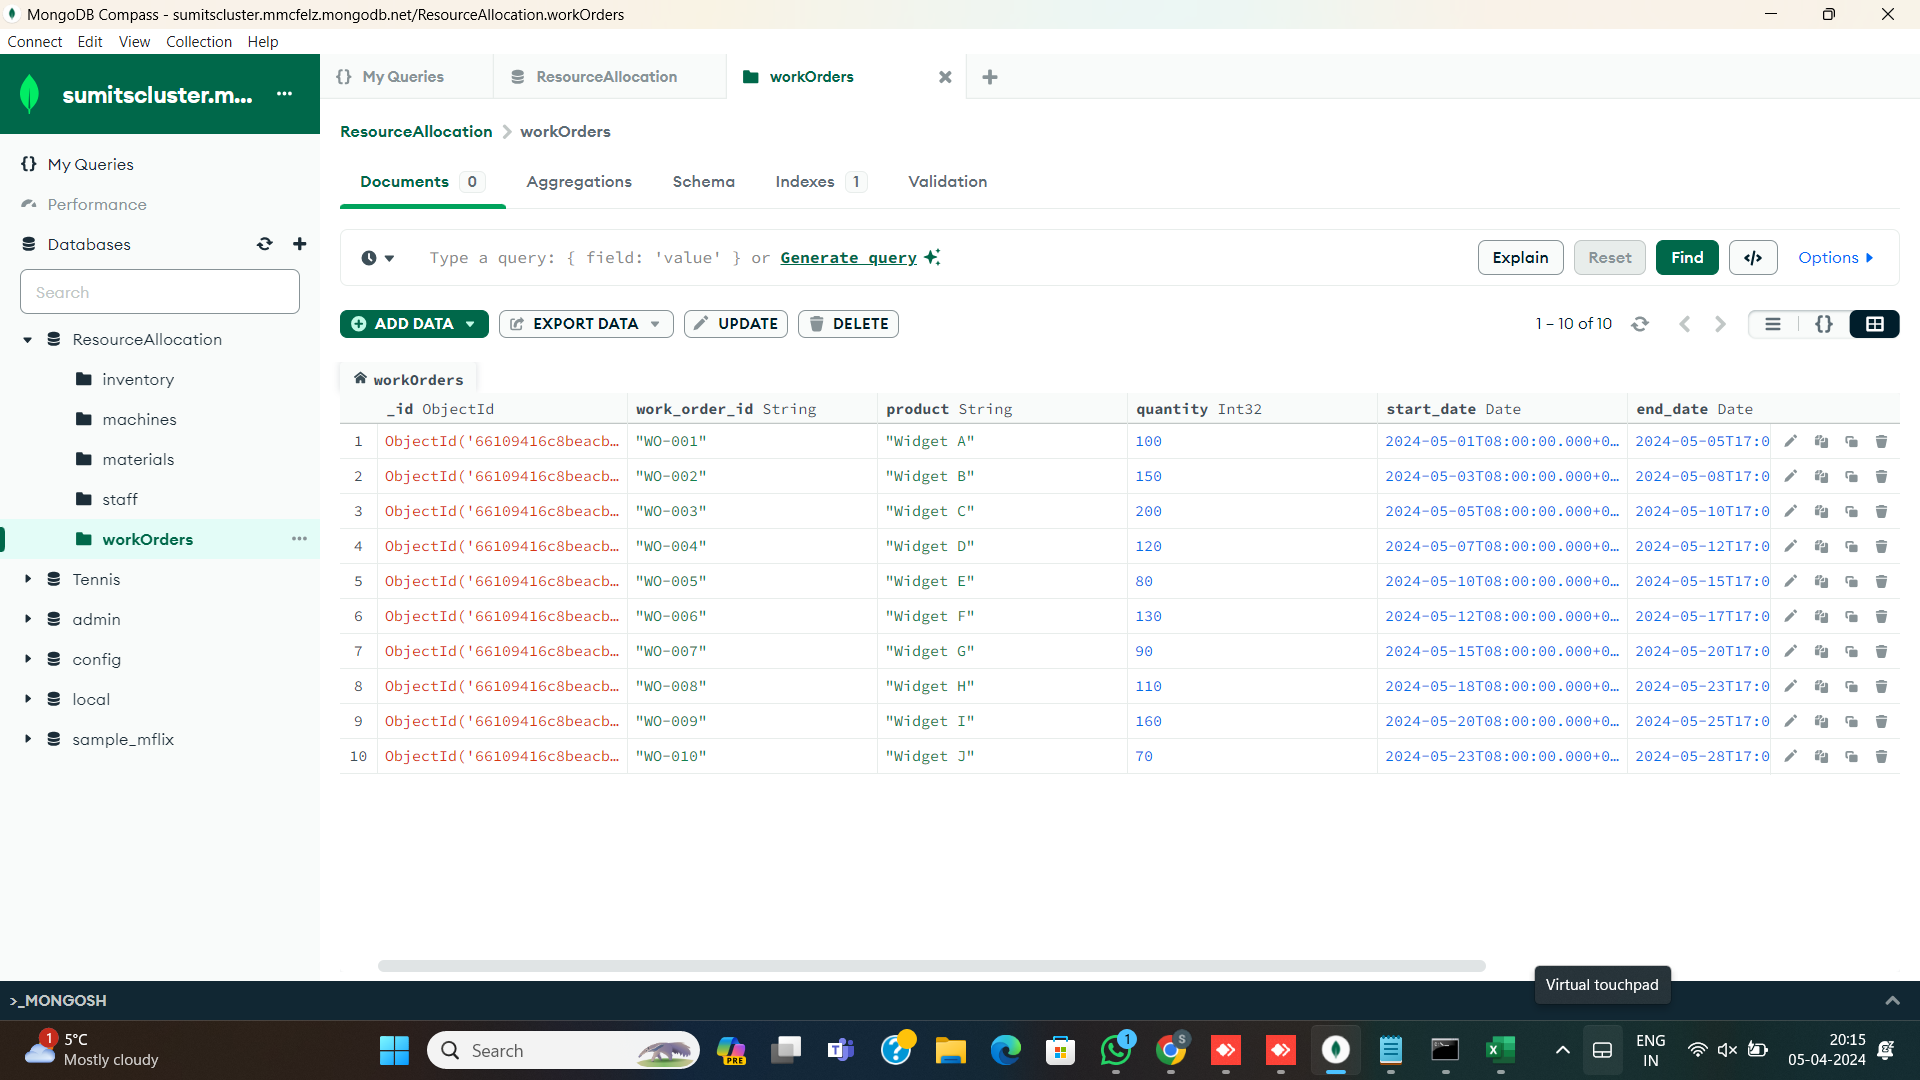 MongoDB Compass - sumitscluster.mmcfelz.mongodb.net/ResourceAllocation.workOrders
Connect Edit View Collection Help
sumitscluster.m...
{} My Queries
Performance
Databases
Search
ResourceAllocation
inventory
machines
materials
staff
workOrders
Tennis
admin
config
local
sample_mflix
{} My Queries
ResourceAllocation
workOrders
ResourceAllocation > workOrders
Documents 0 Aggregations Schema Indexes 1 Validation
Type a query: { field: 'value' } or Generate query
Explain Reset Find </> Options
ADD DATA EXPORT DATA UPDATE DELETE 1 – 10 of 10 {}
workOrders
_id ObjectId work_order_id String product String quantity Int32 start_date Date end_date Date
1 ObjectId('66109416c8beacb… "WO-001" "Widget A" 100 2024-05-01T08:00:00.000+0… 2024-05-05T17:0
2 ObjectId('66109416c8beacb… "WO-002" "Widget B" 150 2024-05-03T08:00:00.000+0… 2024-05-08T17:0
3 ObjectId('66109416c8beacb… "WO-003" "Widget C" 200 2024-05-05T08:00:00.000+0… 2024-05-10T17:0
4 ObjectId('66109416c8beacb… "WO-004" "Widget D" 120 2024-05-07T08:00:00.000+0… 2024-05-12T17:0
5 ObjectId('66109416c8beacb… "WO-005" "Widget E" 80 2024-05-10T08:00:00.000+0… 2024-05-15T17:0
6 ObjectId('66109416c8beacb… "WO-006" "Widget F" 130 2024-05-12T08:00:00.000+0… 2024-05-17T17:0
7 ObjectId('66109416c8beacb… "WO-007" "Widget G" 90 2024-05-15T08:00:00.000+0… 2024-05-20T17:0
8 ObjectId('66109416c8beacb… "WO-008" "Widget H" 110 2024-05-18T08:00:00.000+0… 2024-05-23T17:0
9 ObjectId('66109416c8beacb… "WO-009" "Widget I" 160 2024-05-20T08:00:00.000+0… 2024-05-25T17:0
10 ObjectId('66109416c8beacb… "WO-010" "Widget J" 70 2024-05-23T08:00:00.000+0… 2024-05-28T17:0
Virtual touchpad
>_MONGOSH
1
5°C
Mostly cloudy
Search
PRE
1
S
ENG
IN
20:15
05-04-2024